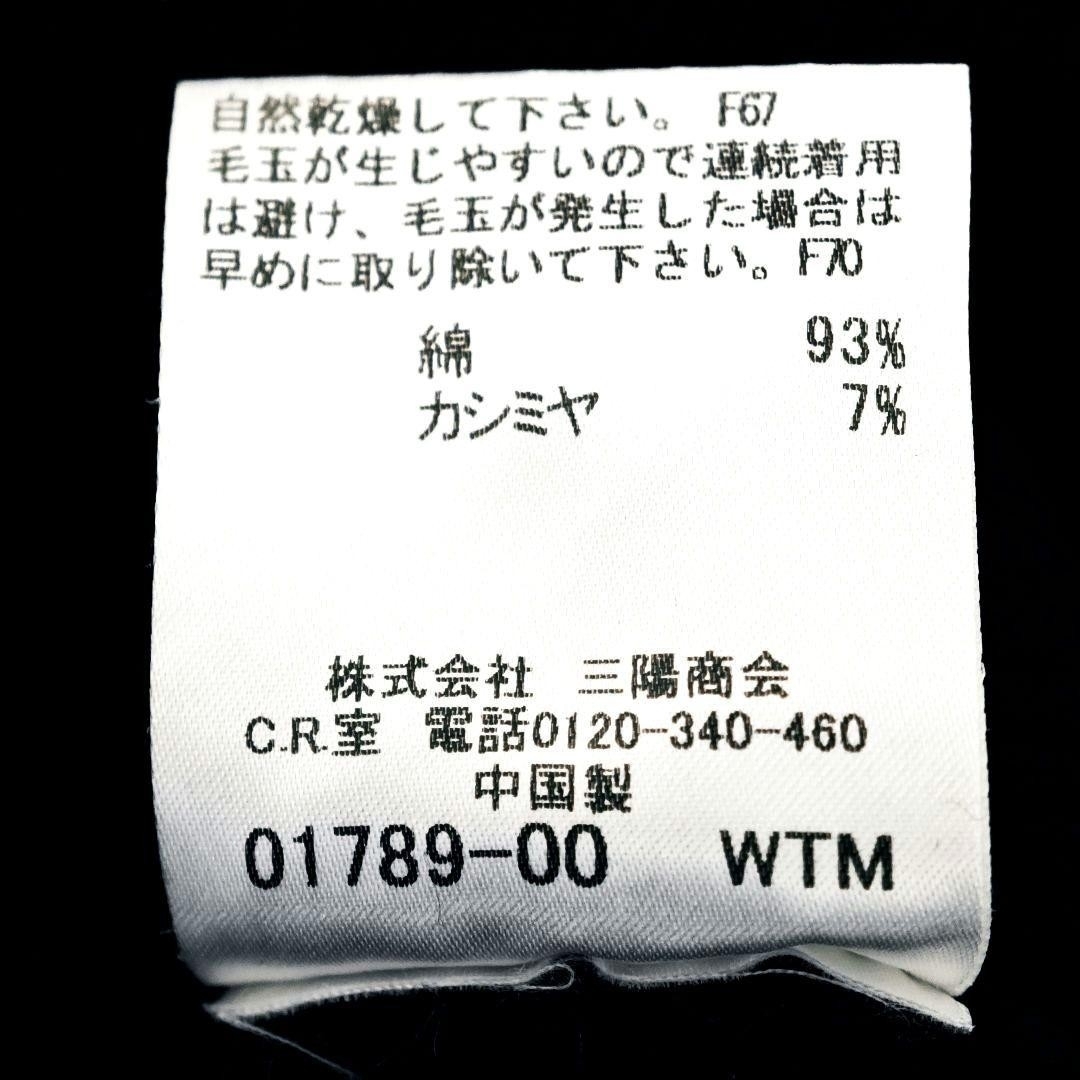 自然乾燥して下さい。 F67
毛玉が生じやすいので連続着用
は避け、毛玉が発生した場合は
早めに取り除いて下さい。F70
綿 93%
カシミヤ 7%
株式会社 三陽商会
C.R.室 電話0120-340-460
中国製
01789-00 WTM